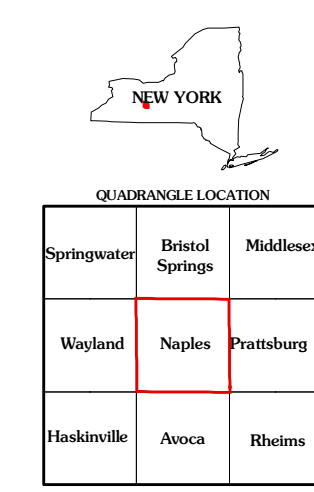 NEW YORK
QUADRANGLE LOCATION
Springwater
Bristol
Springs
Middlesex
Wayland
Naples
Prattsburg
Haskinville
Avoca
Rheims